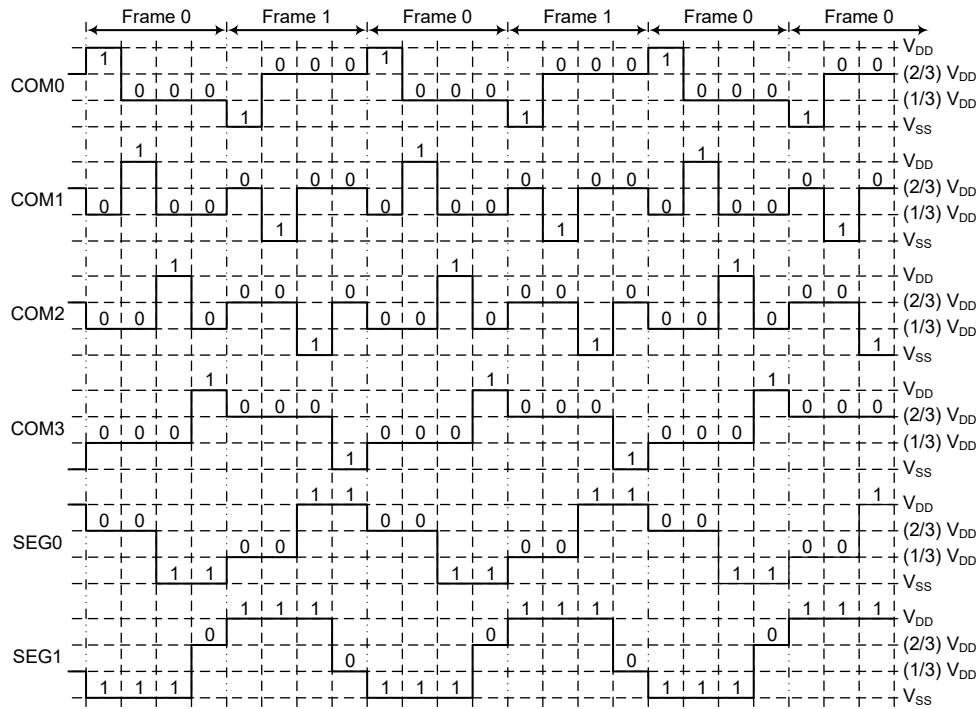 Frame 0 Frame 1 Frame 0 Frame 1 Frame 0 Frame 0
1 1 1 V_DD
0 0 0 0 0 0 0 0 (2/3) V_DD
COM0
0 0 0 0 0 0 0 0 0 (1/3) V_DD
1 1 1 V_SS
1 1 1 V_DD
0 0 0 0 0 0 0 0 (2/3) V_DD
COM1
0 0 0 0 0 0 0 0 0 (1/3) V_DD
1 1 1 V_SS
1 1 1 V_DD
0 0 0 0 0 0 0 0 (2/3) V_DD
COM2
0 0 0 0 0 0 0 0 0 (1/3) V_DD
1 1 1 V_SS
1 1 1 V_DD
0 0 0 0 0 0 0 0 0 (2/3) V_DD
COM3
0 0 0 0 0 0 0 0 0 (1/3) V_DD
1 1 V_SS
1 1 1 1 1 V_DD
0 0 0 0 0 0 (2/3) V_DD
SEG0
0 0 0 0 0 0 (1/3) V_DD
1 1 1 1 1 1 V_SS
1 1 1 1 1 1 1 1 1 V_DD
0 0 0 (2/3) V_DD
SEG1
0 0 (1/3) V_DD
1 1 1 1 1 1 1 1 1 V_SS